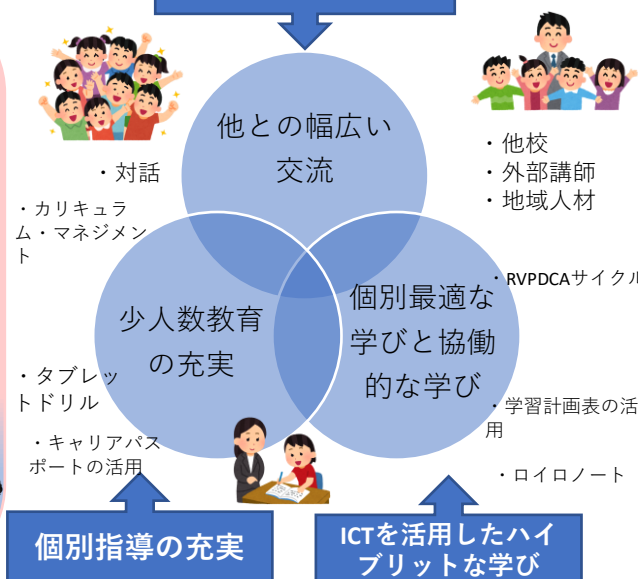 他との幅広い
交流
・対話
・カリキュラ
ム・マネジメン
ト
・他校
・外部講師
・地域人材
少人数教育
の充実
個別最適な
学びと協働
的な学び
・RVPDCAサイクル
・タブレッ
トドリル
・キャリアパス
ポートの活用
・学習計画表の活
用
・ロイロノート
個別指導の充実
ICTを活用したハイ
ブリットな学び